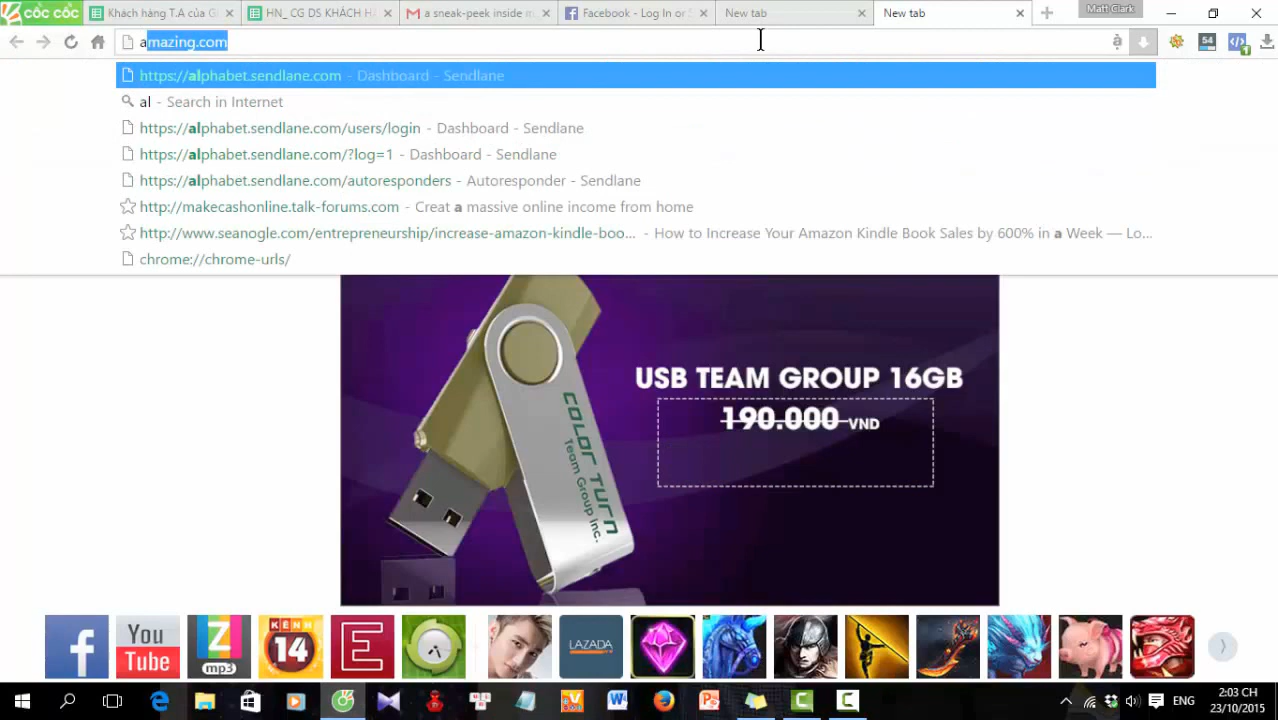 CỐC CỐC
Khách hàng T.A của Gi
HN_ CG DS KHÁCH H
a sneak-peek inside m
Facebook - Log In or S
New tab
New tab
Matt Clark
amazing.com
54
https://alphabet.sendlane.com - Dashboard - Sendlane
al - Search in Internet
https://alphabet.sendlane.com/users/login - Dashboard - Sendlane
https://alphabet.sendlane.com/?log=1 - Dashboard - Sendlane
https://alphabet.sendlane.com/autoresponders - Autoresponder - Sendlane
http://makecashonline.talk-forums.com - Creat a massive online income from home
http://www.seanogle.com/entrepreneurship/increase-amazon-kindle-boo... - How to Increase Your Amazon Kindle Book Sales by 600% in a Week — Lo...
chrome://chrome-urls/
COLOR TURN
Team Group Inc.
USB TEAM GROUP 16GB
190.000 VND
You
Tube
mp3
KÊNH
14
LAZADA
ENG
2:03 CH
23/10/2015